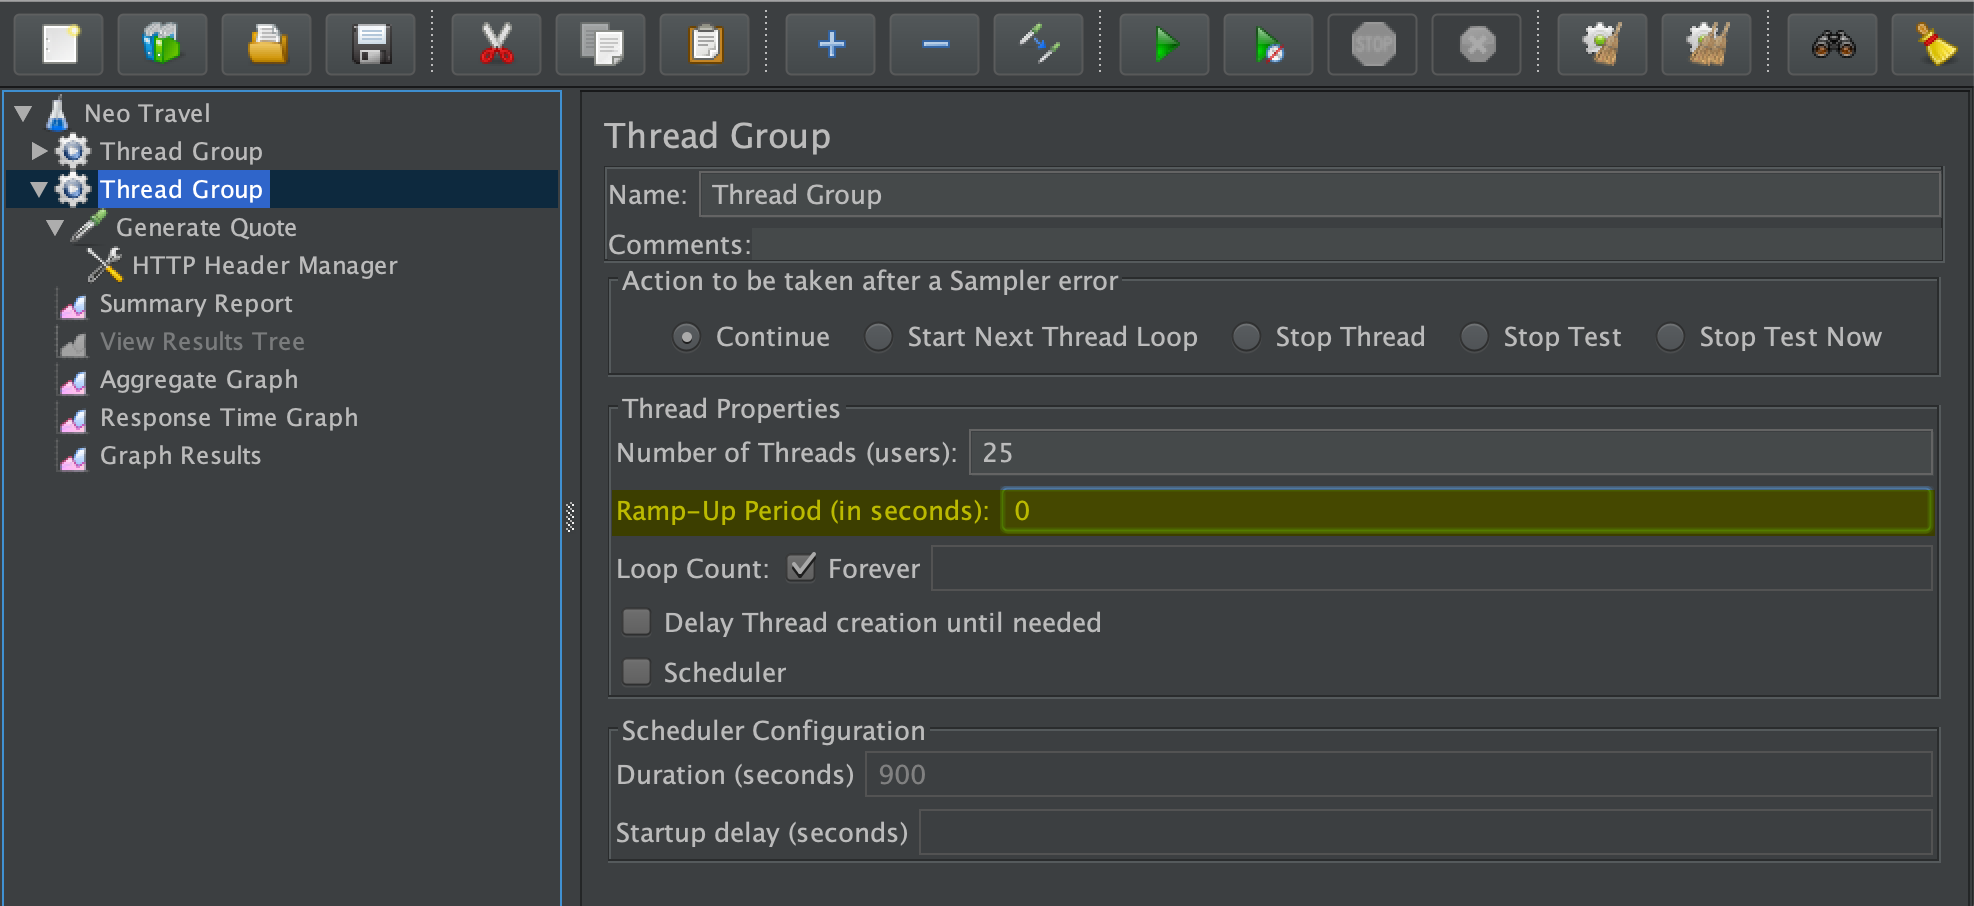 STOP
Neo Travel
Thread Group
Thread Group
Generate Quote
HTTP Header Manager
Summary Report
View Results Tree
Aggregate Graph
Response Time Graph
Graph Results
Thread Group
Name: Thread Group
Comments:
Action to be taken after a Sampler error
Continue Start Next Thread Loop Stop Thread Stop Test Stop Test Now
Thread Properties
Number of Threads (users): 25
Ramp-Up Period (in seconds): 0
Loop Count: Forever
Delay Thread creation until needed
Scheduler
Scheduler Configuration
Duration (seconds) 900
Startup delay (seconds)